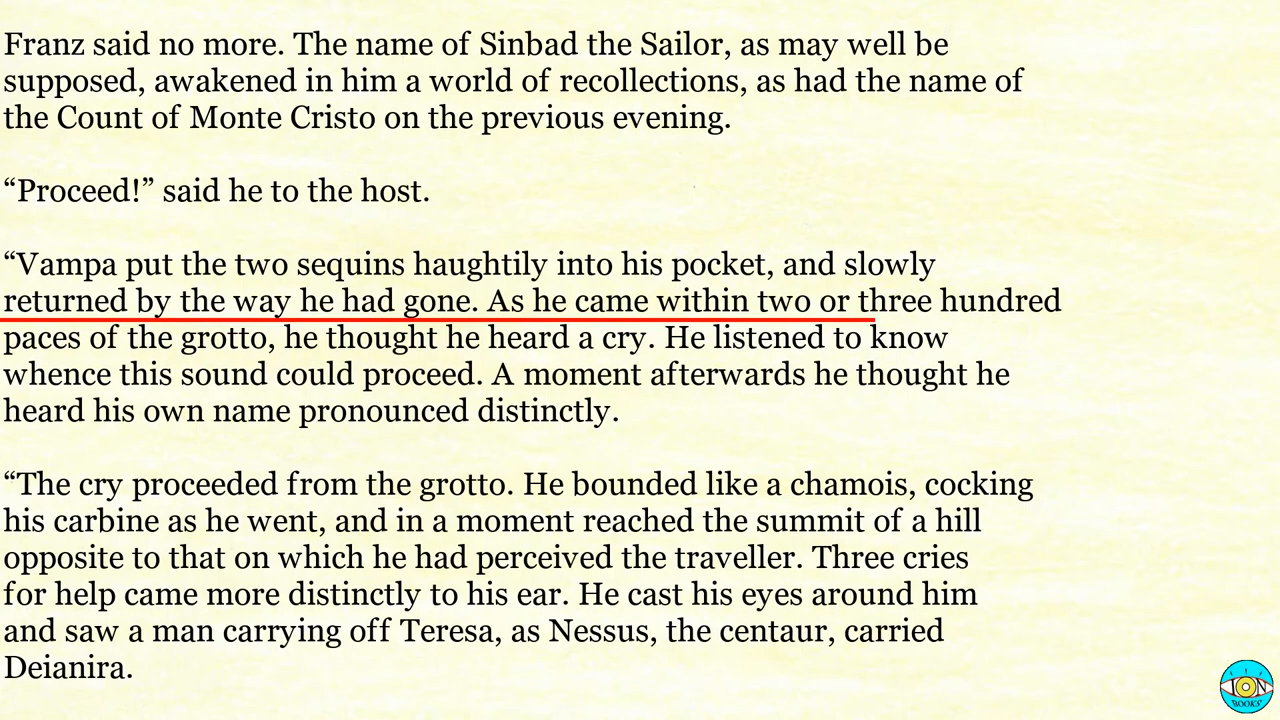 Franz said no more. The name of Sinbad the Sailor, as may well be
supposed, awakened in him a world of recollections, as had the name of
the Count of Monte Cristo on the previous evening.
“Proceed!” said he to the host.
“Vampa put the two sequins haughtily into his pocket, and slowly
returned by the way he had gone. As he came within two or three hundred
paces of the grotto, he thought he heard a cry. He listened to know
whence this sound could proceed. A moment afterwards he thought he
heard his own name pronounced distinctly.
“The cry proceeded from the grotto. He bounded like a chamois, cocking
his carbine as he went, and in a moment reached the summit of a hill
opposite to that on which he had perceived the traveller. Three cries
for help came more distinctly to his ear. He cast his eyes around him
and saw a man carrying off Teresa, as Nessus, the centaur, carried
Deianira.
ION
BOOKS